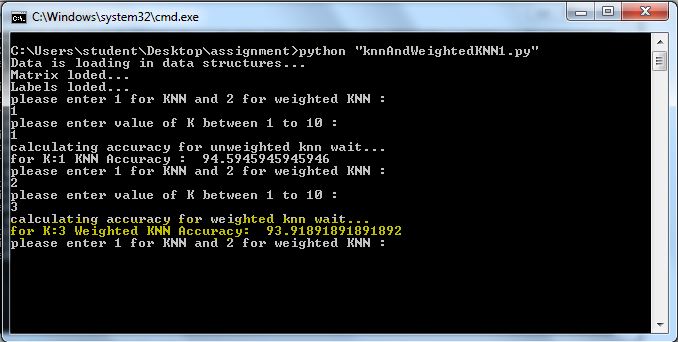 C:\Windows\system32\cmd.exe
C:\Users\student\Desktop\assignment>python "knnAndWeightedKNN1.py"
Data is loading in data structures...
Matrix loded...
Labels loded...
please enter 1 for KNN and 2 for weighted KNN :
1
please enter value of K between 1 to 10 :
1
calculating accuracy for unweighted knn wait...
for K:1 KNN Accuracy :  94.5945945945946
please enter 1 for KNN and 2 for weighted KNN :
2
please enter value of K between 1 to 10 :
3
calculating accuracy for weighted knn wait...
for K:3 Weighted KNN Accuracy:  93.91891891891892
please enter 1 for KNN and 2 for weighted KNN :